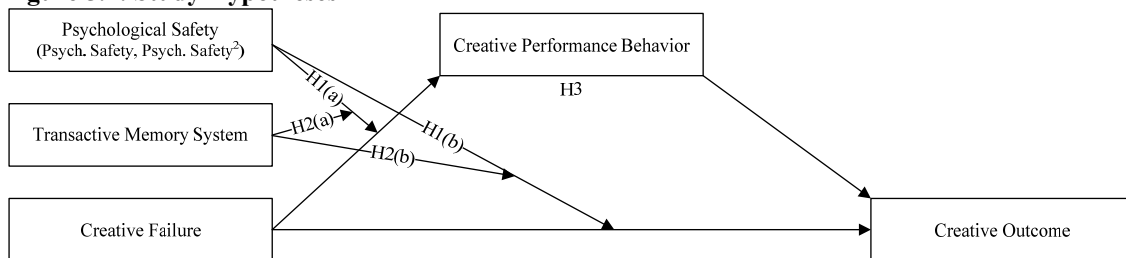 Psychological Safety
(Psych. Safety, Psych. Safety²)
Creative Performance Behavior
H1(a)
H3
Transactive Memory System
H2(a)
H1(b)
H2(b)
Creative Failure
Creative Outcome